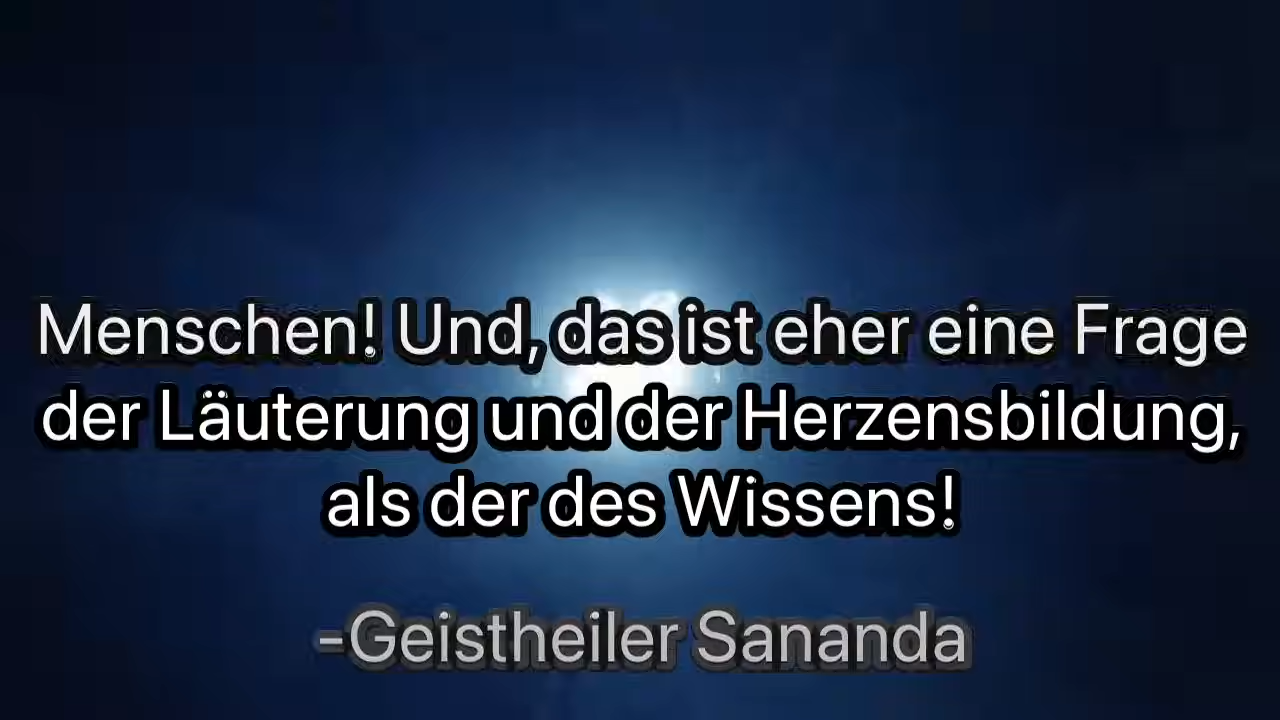 Menschen! Und, das ist eher eine Frage
der Läuterung und der Herzensbildung,
als der des Wissens!
-Geistheiler Sananda